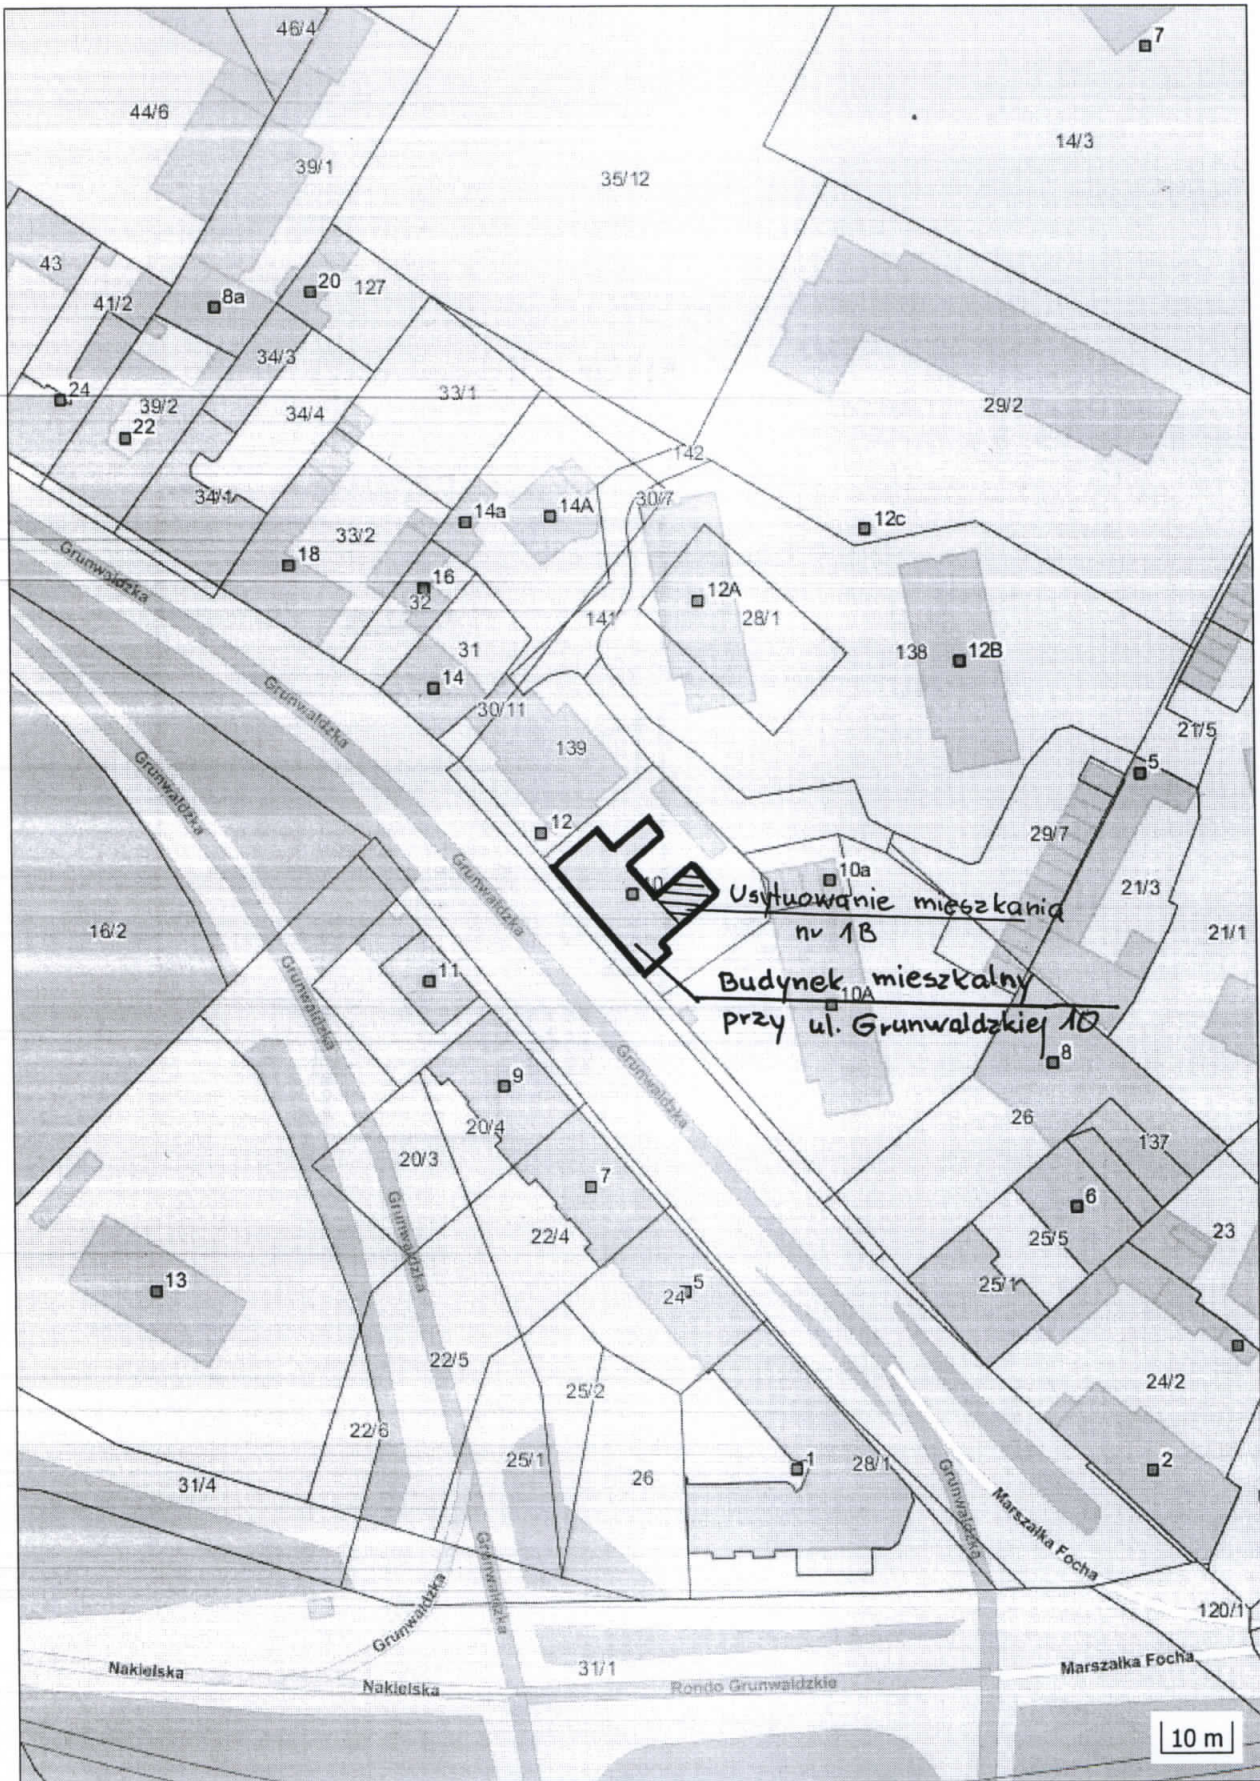 46/4
7
44/6
14/3
39/1
35/12
43
20
127
8a
41/2
34/3
24
33/1
39/2
34/4
29/2
22
142
34/1
30/7
14a
14A
12c
33/2
18
Grunwaldzka
16
32
12A
28/1
141
31
138
12B
14
Grunwaldzka
30/11
21/5
139
5
Grunwaldzka
12
29/7
10a
10
21/3
Grunwaldzka
Usytuowanie mieszkania
nr 1B
16/2
21/1
11
Budynek mieszkalny
10A
przy ul. Grunwaldzkiej 10
Grunwaldzka
8
Grunwaldzka
9
26
20/4
137
20/3
7
6
Grunwaldzka
22/4
25/5
23
13
5
24
25/1
22/5
25/2
24/2
22/6
25/1
26
1
28/1
2
31/4
Grunwaldzka
Marszałka Focha
Grunwaldzka
Grunwaldzka
120/1
Nakielska
Nakielska
31/1
Rondo Grunwaldzkie
Marszałka Focha
10 m